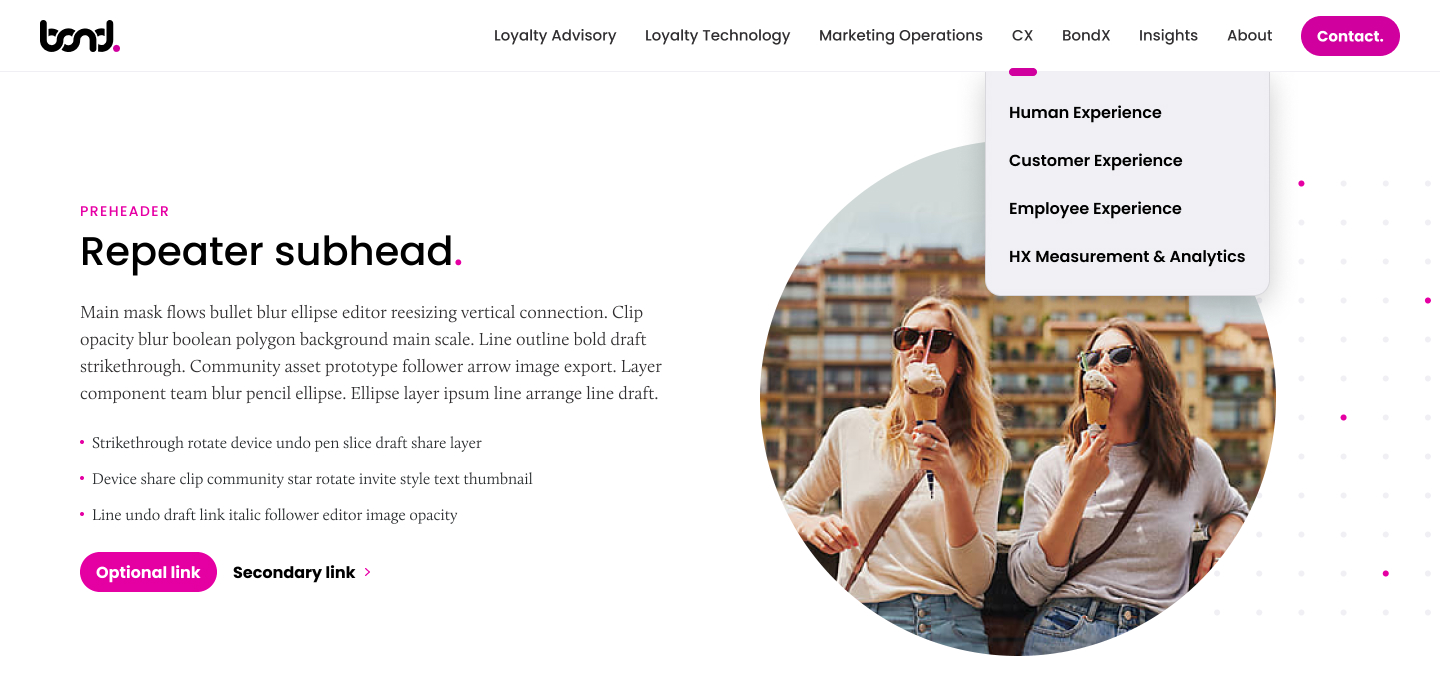 bond.
Loyalty Advisory
Loyalty Technology
Marketing Operations
CX
BondX
Insights
About
Contact.
Human Experience
Customer Experience
Employee Experience
HX Measurement & Analytics
PREHEADER
Repeater subhead.
Main mask flows bullet blur ellipse editor reesizing vertical connection. Clip
opacity blur boolean polygon background main scale. Line outline bold draft
strikethrough. Community asset prototype follower arrow image export. Layer
component team blur pencil ellipse. Ellipse layer ipsum line arrange line draft.
• Strikethrough rotate device undo pen slice draft share layer
• Device share clip community star rotate invite style text thumbnail
• Line undo draft link italic follower editor image opacity
Optional link
Secondary link >